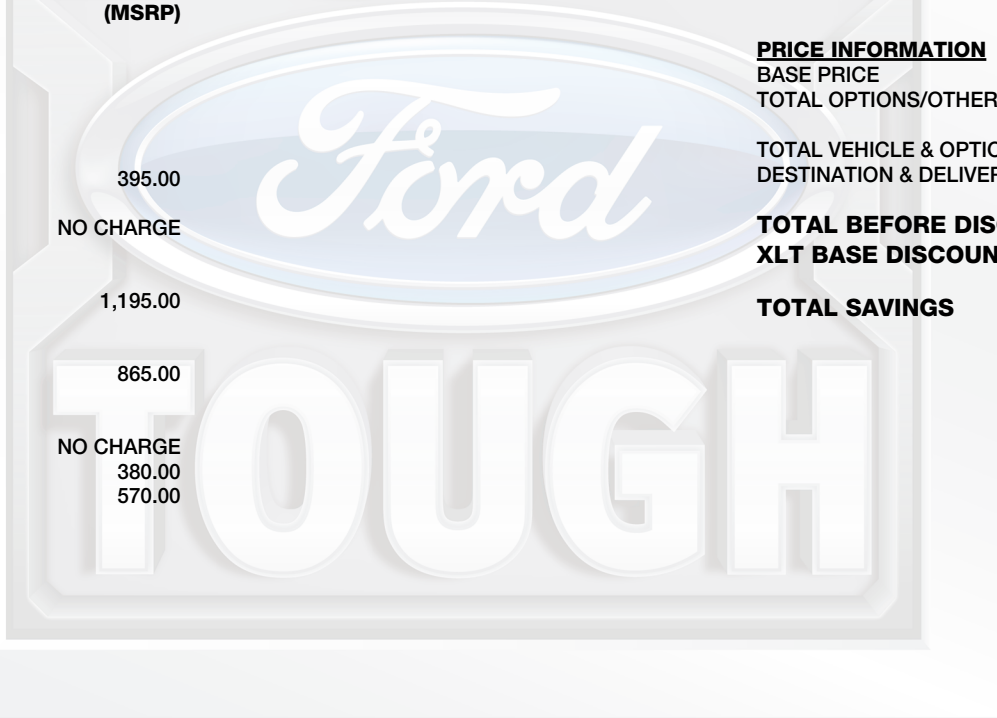 (MSRP)
395.00
NO CHARGE
1,195.00
865.00
NO CHARGE
380.00
570.00
PRICE INFORMATION
BASE PRICE
TOTAL OPTIONS/OTHER
TOTAL VEHICLE & OPTIO
DESTINATION & DELIVER
TOTAL BEFORE DIS
XLT BASE DISCOUN
TOTAL SAVINGS
Ford
TOUGH